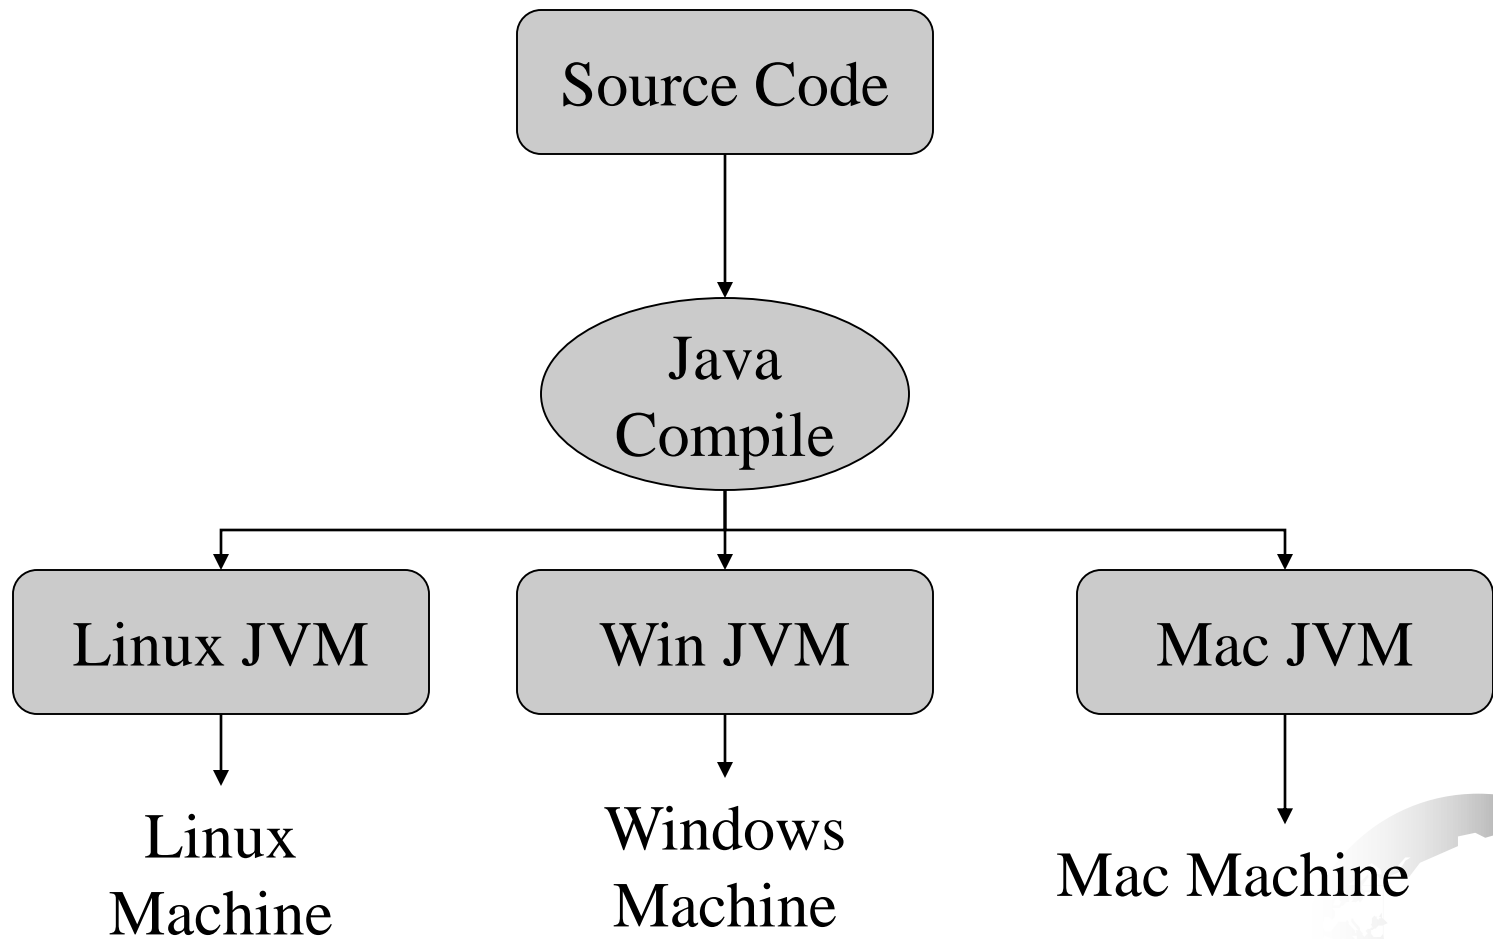 Source Code
Java
Compile
Linux JVM
Win JVM
Mac JVM
Linux
Machine
Windows
Machine
Mac Machine